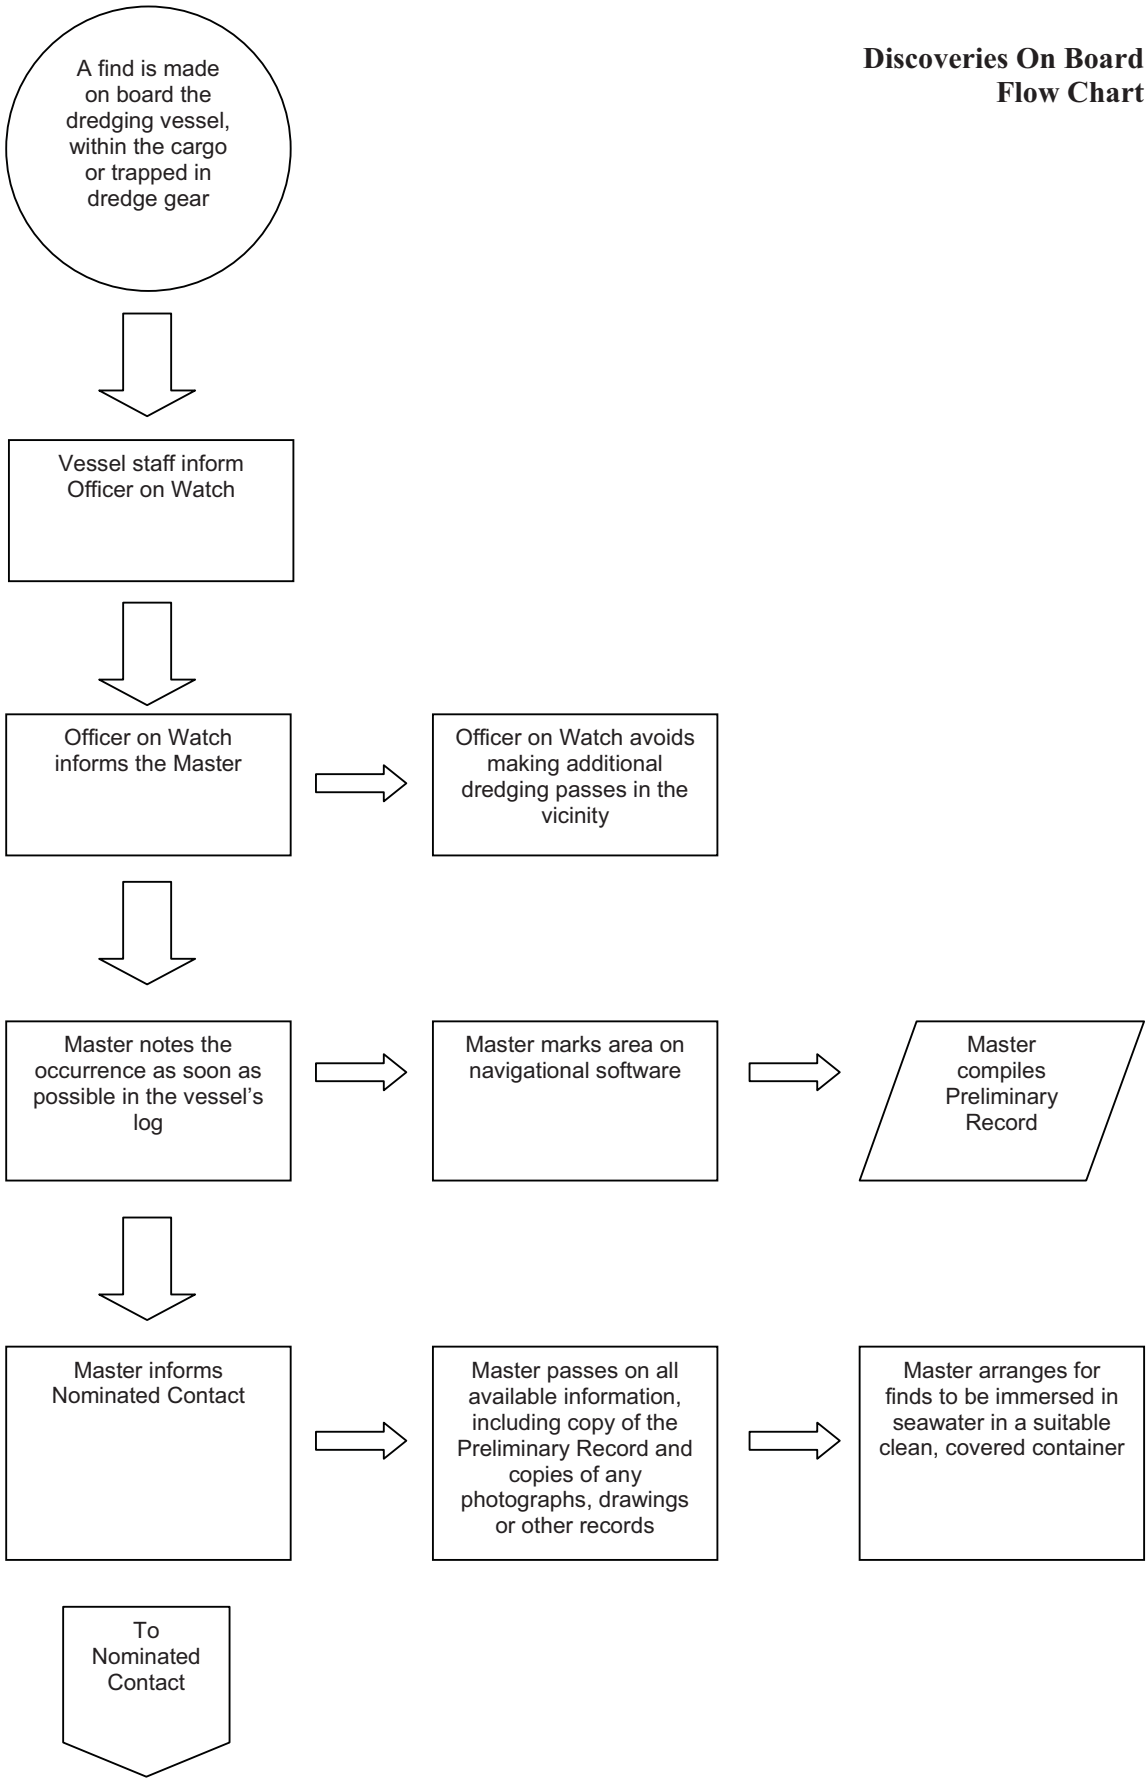 Discoveries On Board
Flow Chart
A find is made
on board the
dredging vessel,
within the cargo
or trapped in
dredge gear
Vessel staff inform
Officer on Watch
Officer on Watch
informs the Master
Officer on Watch avoids
making additional
dredging passes in the
vicinity
Master notes the
occurrence as soon as
possible in the vessel’s
log
Master marks area on
navigational software
Master
compiles
Preliminary
Record
Master informs
Nominated Contact
Master passes on all
available information,
including copy of the
Preliminary Record and
copies of any
photographs, drawings
or other records
Master arranges for
finds to be immersed in
seawater in a suitable
clean, covered container
To
Nominated
Contact